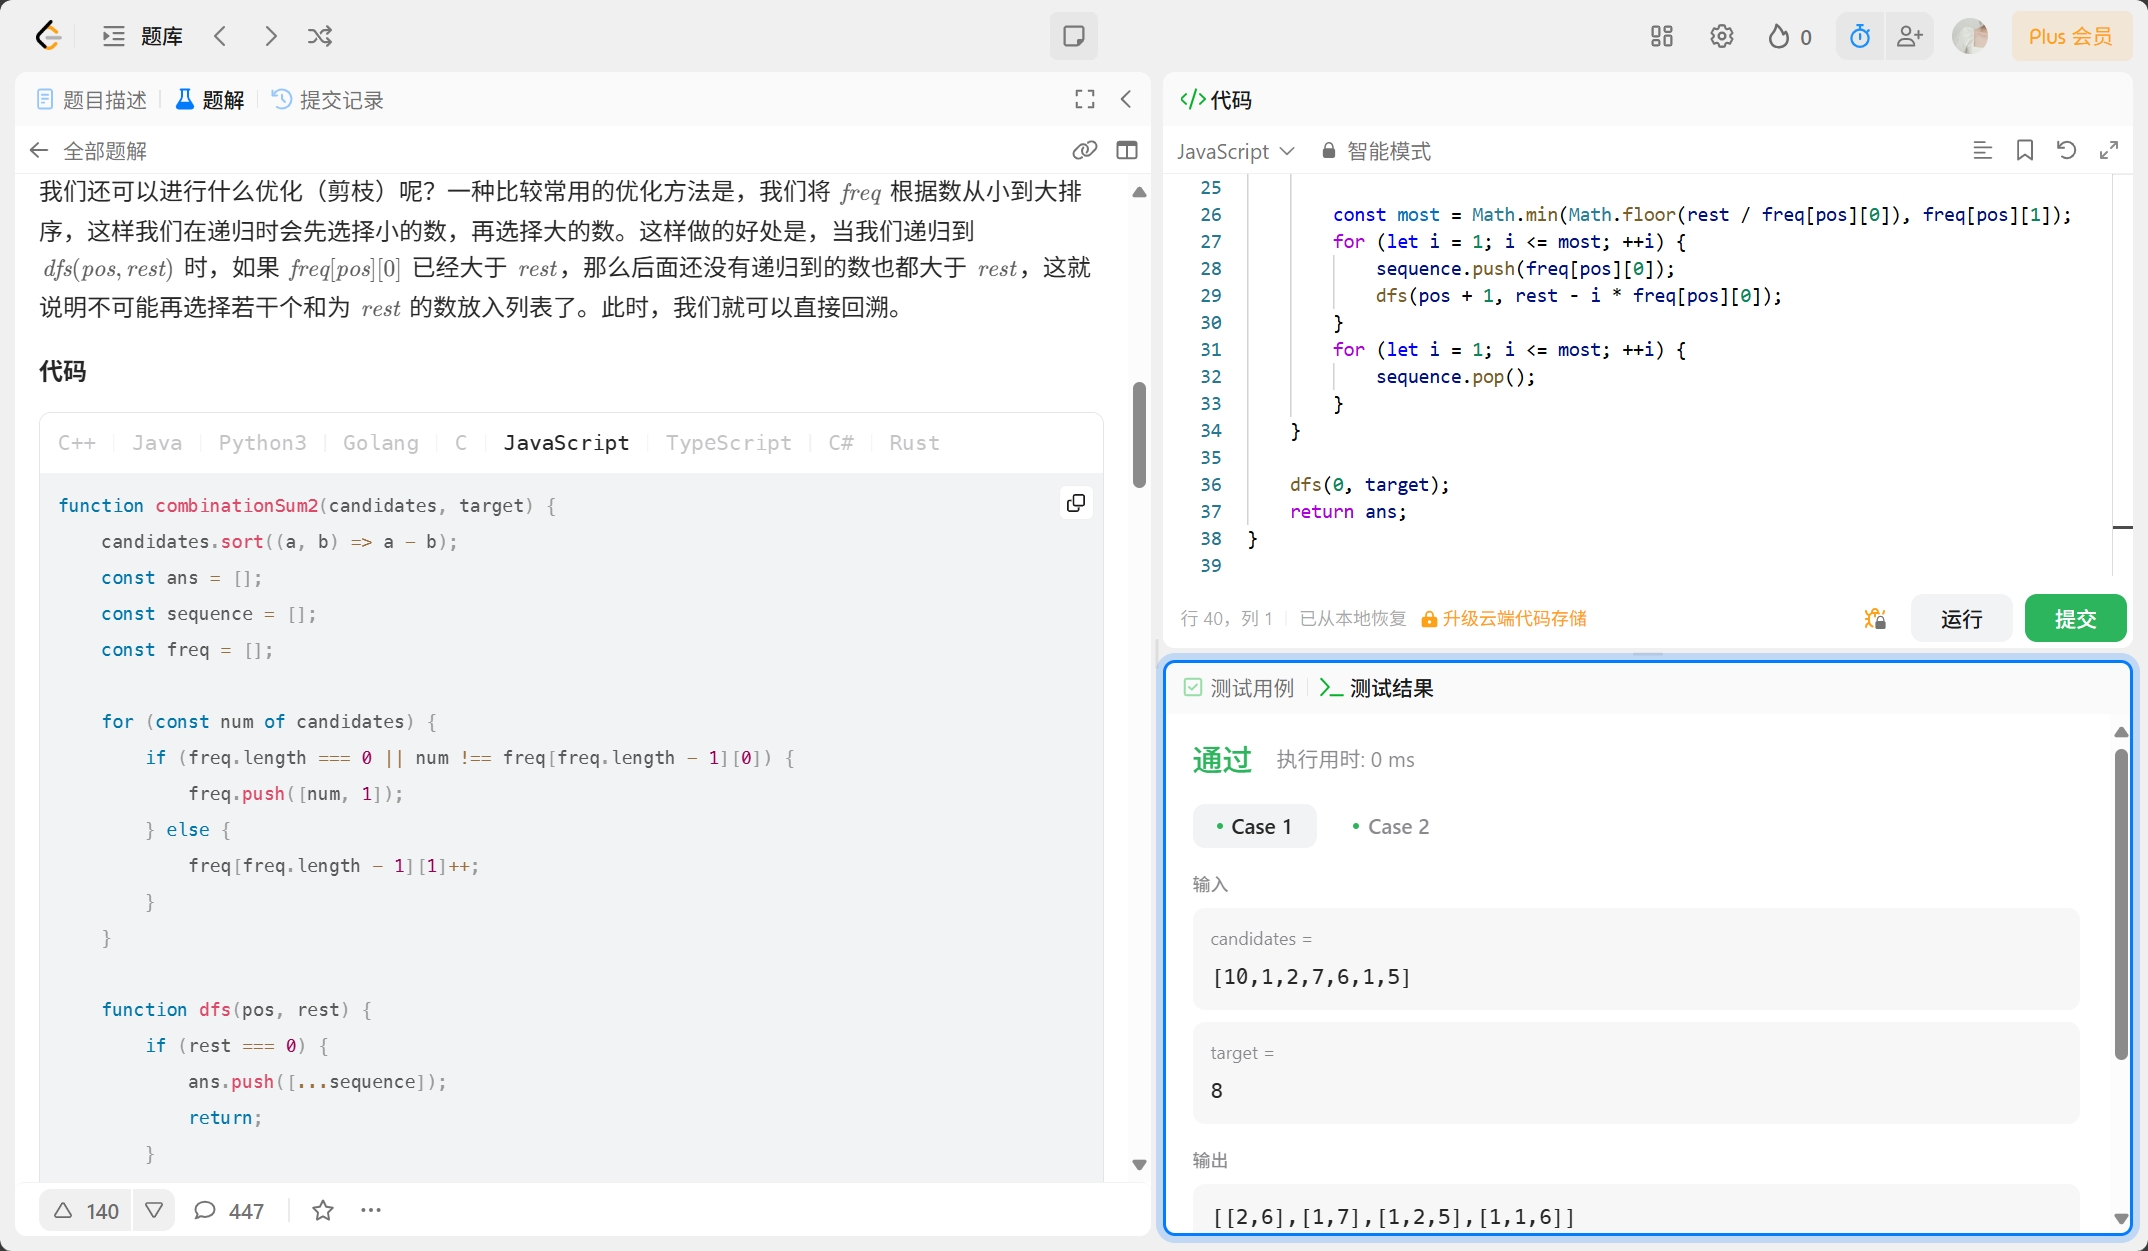 题库
0
Plus 会员
题目描述
题解
提交记录
全部题解
我们还可以进行什么优化（剪枝）呢？一种比较常用的优化方法是，我们将 freq 根据数从小到大排
序，这样我们在递归时会先选择小的数，再选择大的数。这样做的好处是，当我们递归到
dfs(pos, rest) 时，如果 freq[pos][0] 已经大于 rest，那么后面还没有递归到的数也都大于 rest，这就
说明不可能再选择若干个和为 rest 的数放入列表了。此时，我们就可以直接回溯。
代码
C++ Java Python3 Golang C JavaScript TypeScript C# Rust
function combinationSum2(candidates, target) {
    candidates.sort((a, b) => a - b);
    const ans = [];
    const sequence = [];
    const freq = [];
    for (const num of candidates) {
        if (freq.length === 0 || num !== freq[freq.length - 1][0]) {
            freq.push([num, 1]);
        } else {
            freq[freq.length - 1][1]++;
        }
    }
    function dfs(pos, rest) {
        if (rest === 0) {
            ans.push([...sequence]);
            return;
        }
140
447
代码
JavaScript
智能模式
25
26         const most = Math.min(Math.floor(rest / freq[pos][0]), freq[pos][1]);
27         for (let i = 1; i <= most; ++i) {
28             sequence.push(freq[pos][0]);
29             dfs(pos + 1, rest - i * freq[pos][0]);
30         }
31         for (let i = 1; i <= most; ++i) {
32             sequence.pop();
33         }
34     }
35
36     dfs(0, target);
37     return ans;
38 }
39
行 40，列 1
已从本地恢复
升级云端代码存储
运行
提交
测试用例
测试结果
通过
执行用时: 0 ms
• Case 1
• Case 2
输入
candidates =
[10,1,2,7,6,1,5]
target =
8
输出
[[2,6],[1,7],[1,2,5],[1,1,6]]